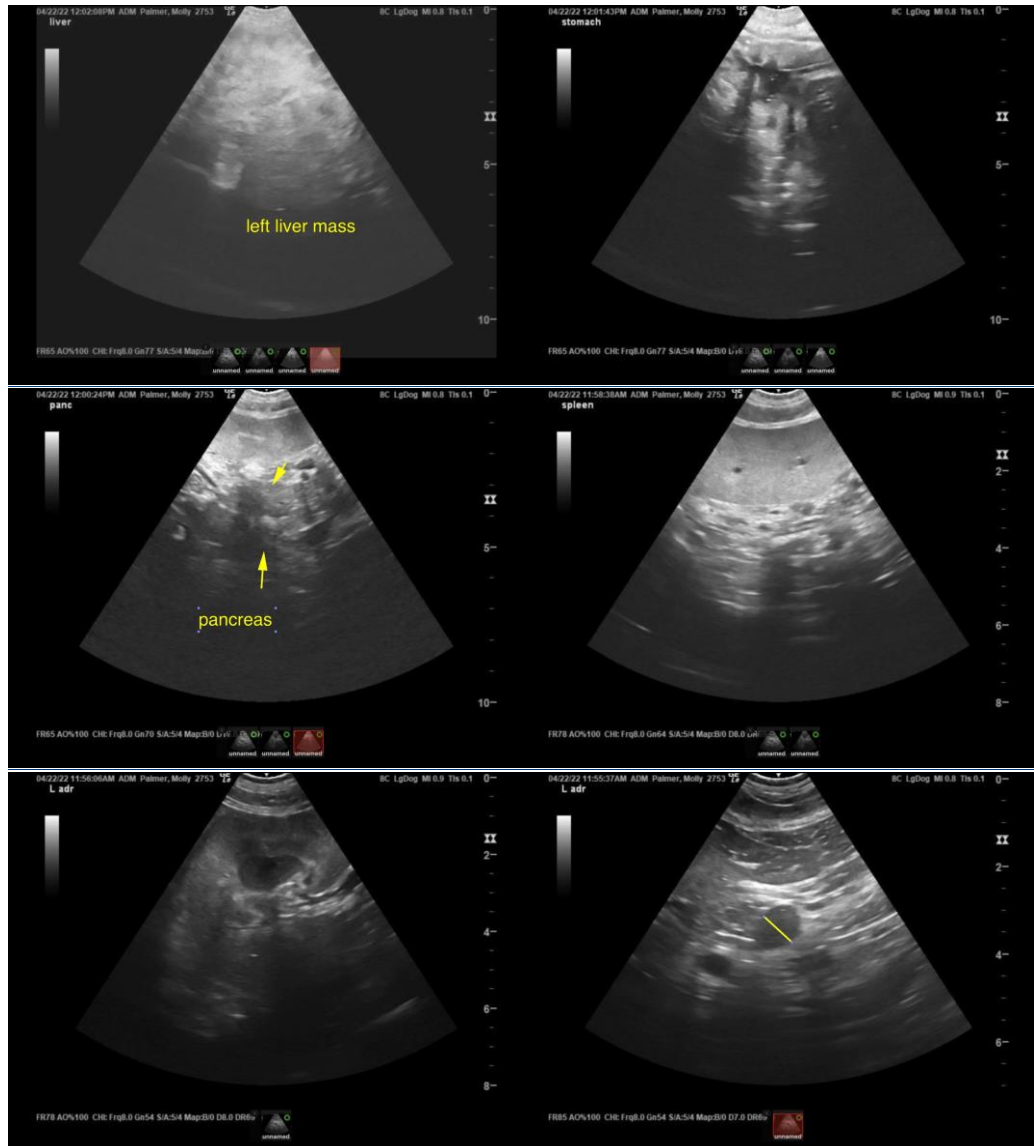 04/22/22 12:02:08PM ADM Palmer, Molly 2753 8C LgDog MI 0.8 TIs 0.1
liver
0
5
10
left liver mass
FR65 AO%100 CHI: Frq8.0 Gn77 S/A:5/4 Map:B/0
unnamed unnamed unnamed unnamed
04/22/22 12:01:43PM ADM Palmer, Molly 2753 8C LgDog MI 0.8 TIs 0.1
stomach
0
5
10
FR65 AO%100 CHI: Frq8.0 Gn77 S/A:5/4 Map:B/0
unnamed unnamed unnamed
04/22/22 12:00:24PM ADM Palmer, Molly 2753 8C LgDog MI 0.8 TIs 0.1
panc
0
5
10
pancreas
FR65 AO%100 CHI: Frq8.0 Gn70 S/A:5/4 Map:B/0
unnamed unnamed unnamed
04/22/22 11:58:38AM ADM Palmer, Molly 2753 8C LgDog MI 0.9 TIs 0.1
spleen
0
2
4
6
8
FR78 AO%100 CHI: Frq8.0 Gn64 S/A:5/4 Map:B/0 D8.0
unnamed unnamed
04/22/22 11:56:06AM ADM Palmer, Molly 2753 8C LgDog MI 0.9 TIs 0.1
L adr
0
2
4
6
8
FR78 AO%100 CHI: Frq8.0 Gn54 S/A:5/4 Map:B/0 D8.0
unnamed
04/22/22 11:55:37AM ADM Palmer, Molly 2753 8C LgDog MI 0.8 TIs 0.1
L adr
0
2
4
6
FR85 AO%100 CHI: Frq8.0 Gn54 S/A:5/4 Map:B/0 D7.0
unnamed